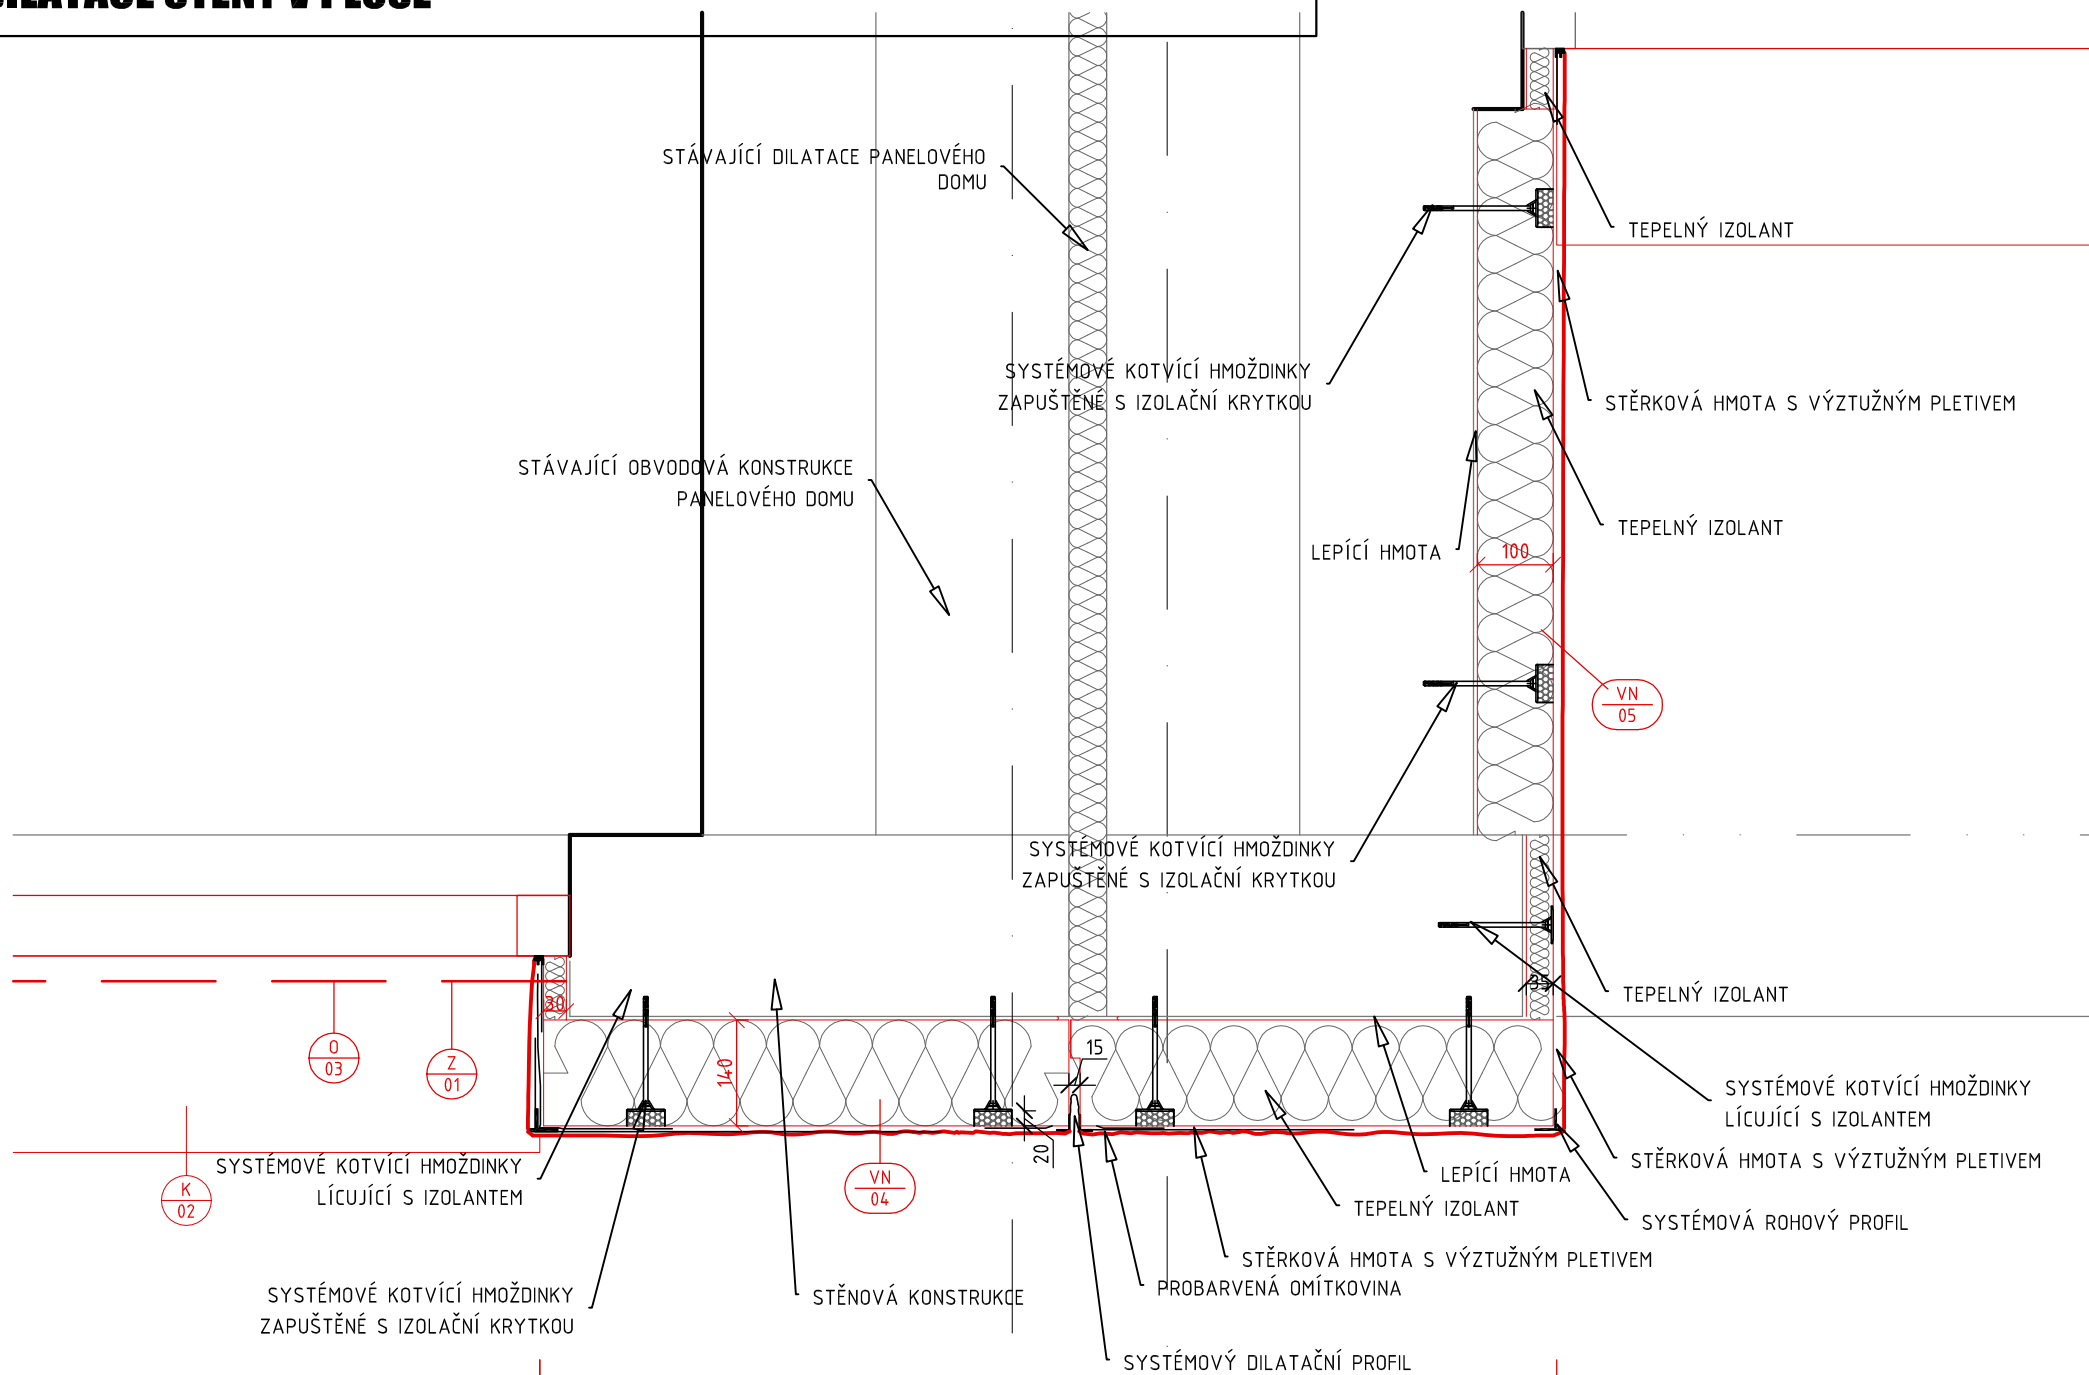 DILATACE STĚNY V PLOŠE
STÁVAJÍCÍ DILATACE PANELOVÉHO
DOMU
TEPELNÝ IZOLANT
SYSTÉMOVÉ KOTVÍCÍ HMOŽDINKY
ZAPUŠTĚNÉ S IZOLAČNÍ KRYTKOU
STĚRKOVÁ HMOTA S VÝZTUŽNÝM PLETIVEM
STÁVAJÍCÍ OBVODOVÁ KONSTRUKCE
PANELOVÉHO DOMU
TEPELNÝ IZOLANT
LEPÍCÍ HMOTA
100
VN
05
SYSTÉMOVÉ KOTVÍCÍ HMOŽDINKY
ZAPUŠTĚNÉ S IZOLAČNÍ KRYTKOU
35
TEPELNÝ IZOLANT
30
O
03
Z
01
140
15
20
SYSTÉMOVÉ KOTVÍCÍ HMOŽDINKY
LÍCUJÍCÍ S IZOLANTEM
STĚRKOVÁ HMOTA S VÝZTUŽNÝM PLETIVEM
SYSTÉMOVÉ KOTVÍCÍ HMOŽDINKY
LÍCUJÍCÍ S IZOLANTEM
K
02
VN
04
LEPÍCÍ HMOTA
TEPELNÝ IZOLANT
SYSTÉMOVÁ ROHOVÝ PROFIL
STĚRKOVÁ HMOTA S VÝZTUŽNÝM PLETIVEM
PROBARVENÁ OMÍTKOVINA
SYSTÉMOVÉ KOTVÍCÍ HMOŽDINKY
ZAPUŠTĚNÉ S IZOLAČNÍ KRYTKOU
STĚNOVÁ KONSTRUKCE
SYSTÉMOVÝ DILATAČNÍ PROFIL